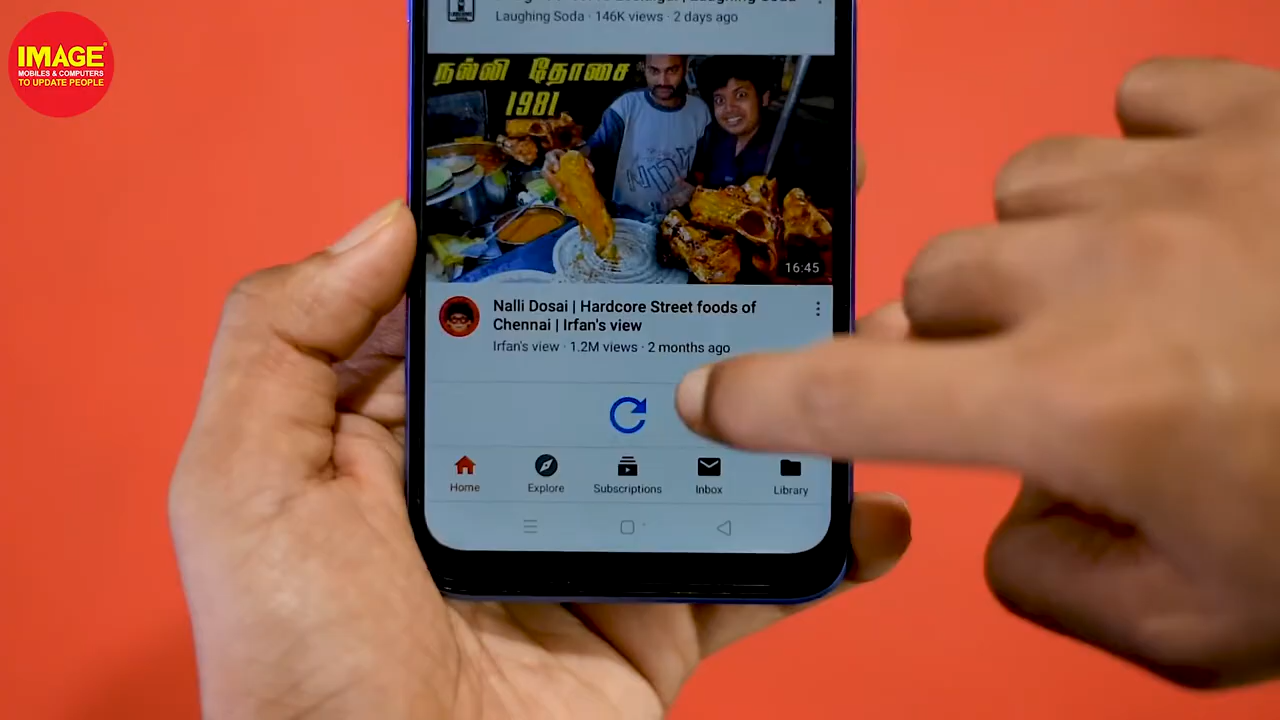 IMAGE
MOBILES & COMPUTERS
TO UPDATE PEOPLE
Laughing Soda · 146K views · 2 days ago
நல்லி தோசை
1981
16:45
Nalli Dosai | Hardcore Street foods of
Chennai | Irfan's view
Irfan's view · 1.2M views · 2 months ago
Home Explore Subscriptions Inbox Library